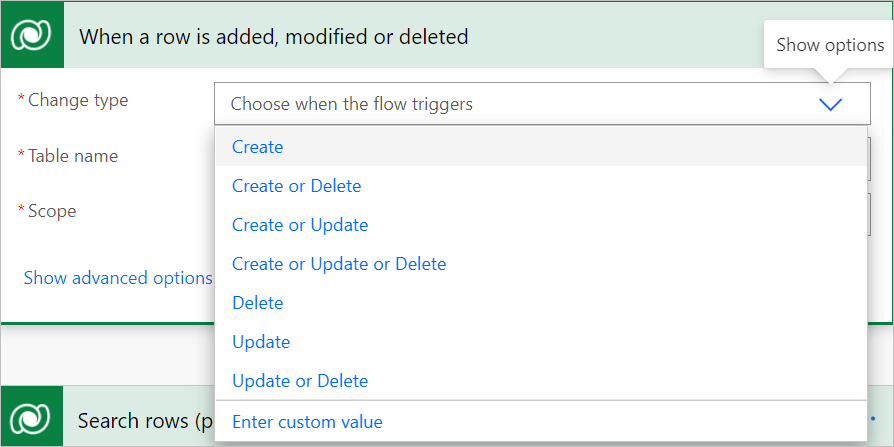 When a row is added, modified or deleted
Show options
* Change type
Choose when the flow triggers
* Table name
* Scope
Show advanced options
Create
Create or Delete
Create or Update
Create or Update or Delete
Delete
Update
Update or Delete
Enter custom value
Search rows (p